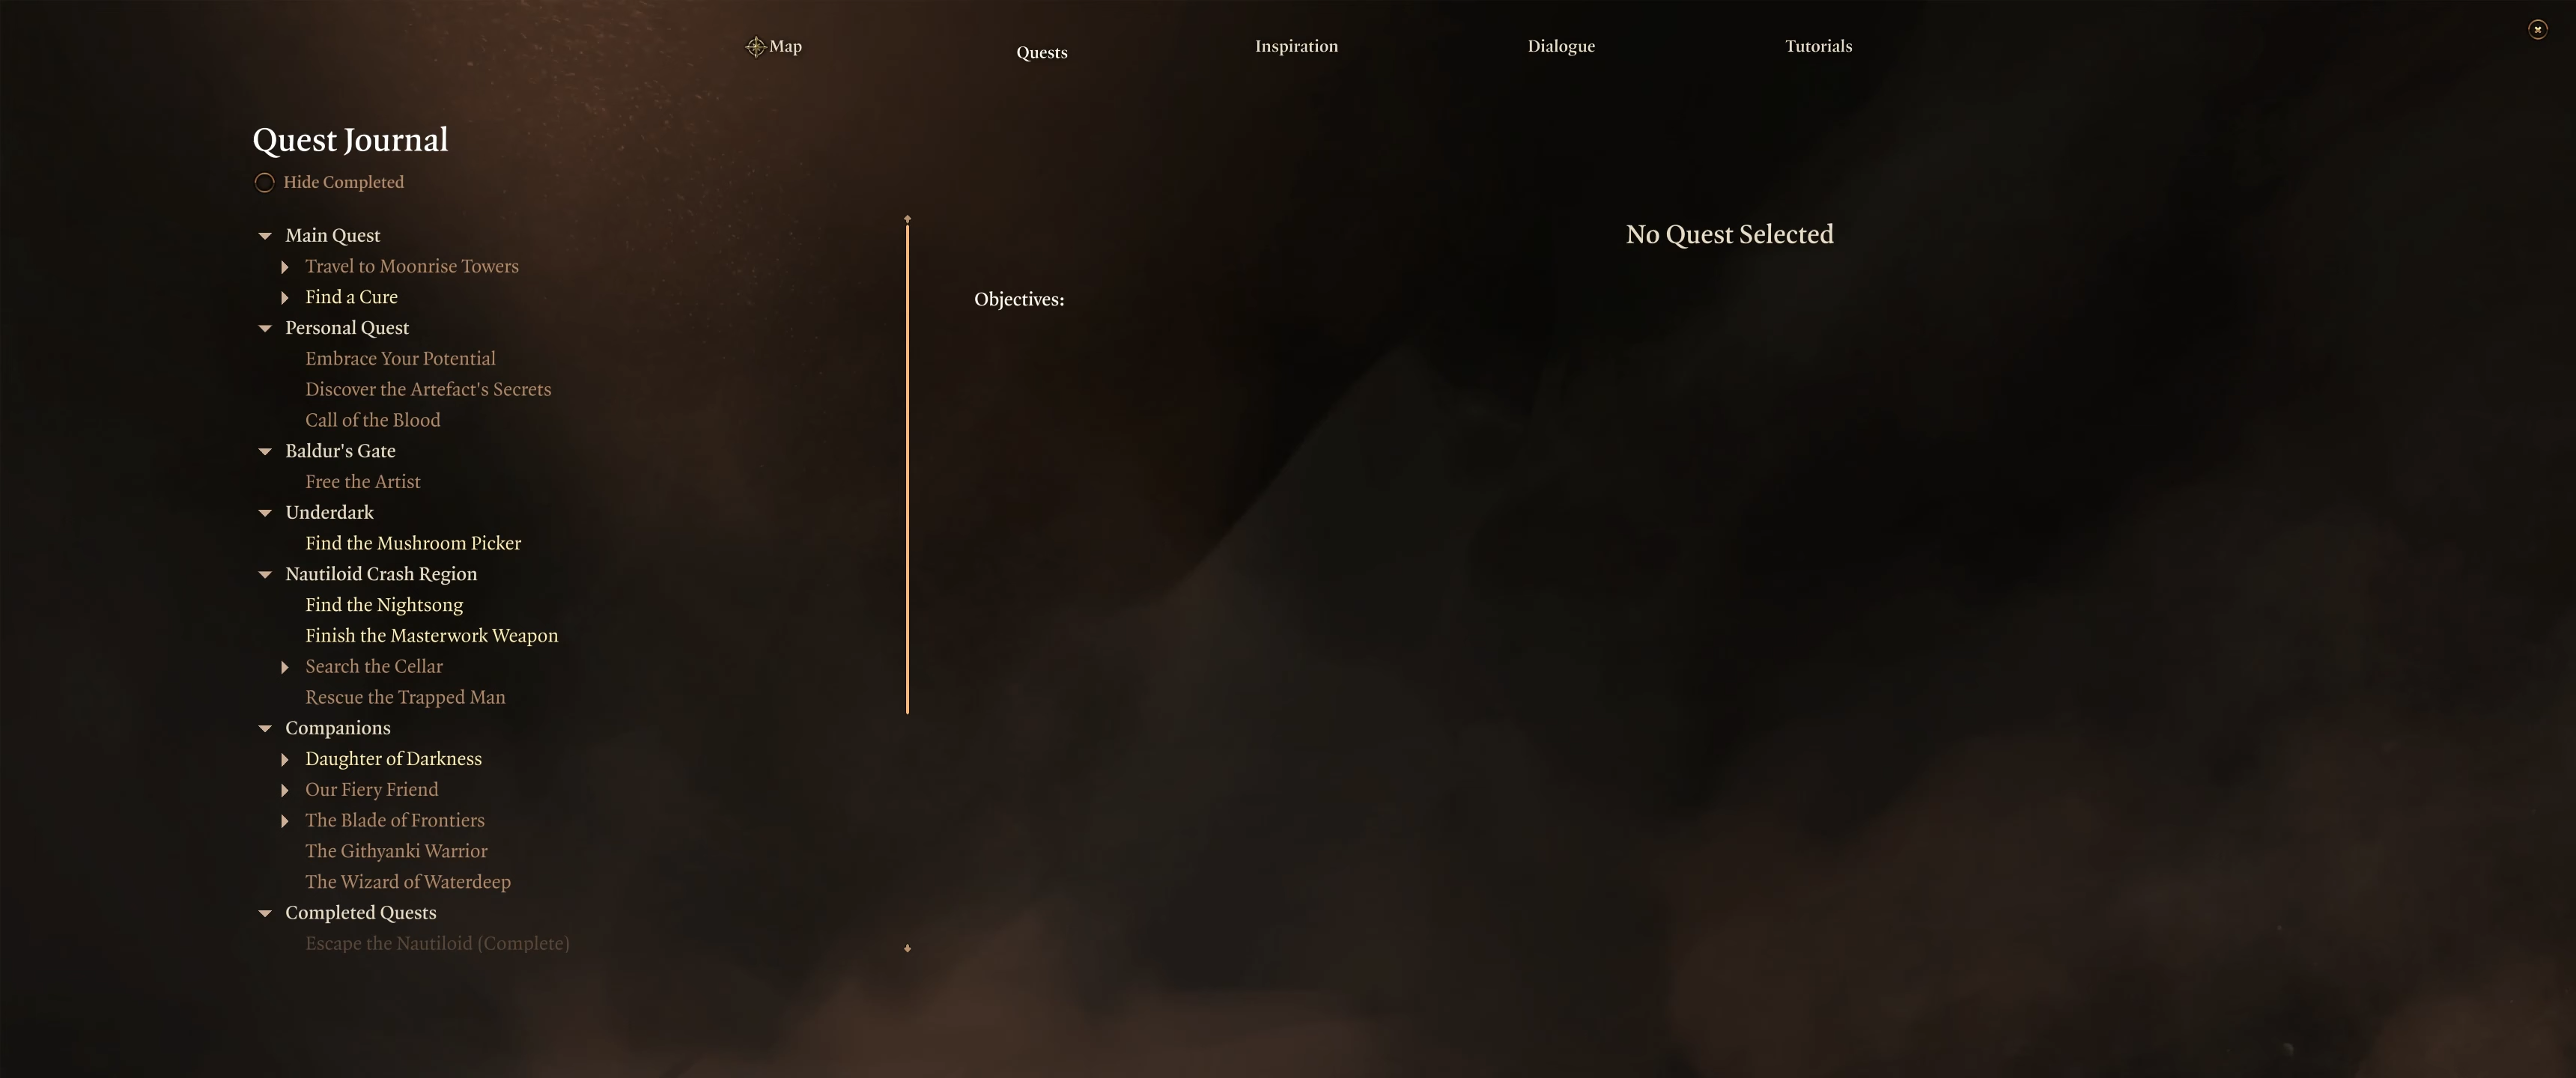 Map
Quests
Inspiration
Dialogue
Tutorials
Quest Journal
Hide Completed
Main Quest
Travel to Moonrise Towers
Find a Cure
Personal Quest
Embrace Your Potential
Discover the Artefact's Secrets
Call of the Blood
Baldur's Gate
Free the Artist
Underdark
Find the Mushroom Picker
Nautiloid Crash Region
Find the Nightsong
Finish the Masterwork Weapon
Search the Cellar
Rescue the Trapped Man
Companions
Daughter of Darkness
Our Fiery Friend
The Blade of Frontiers
The Githyanki Warrior
The Wizard of Waterdeep
Completed Quests
Escape the Nautiloid (Complete)
No Quest Selected
Objectives: